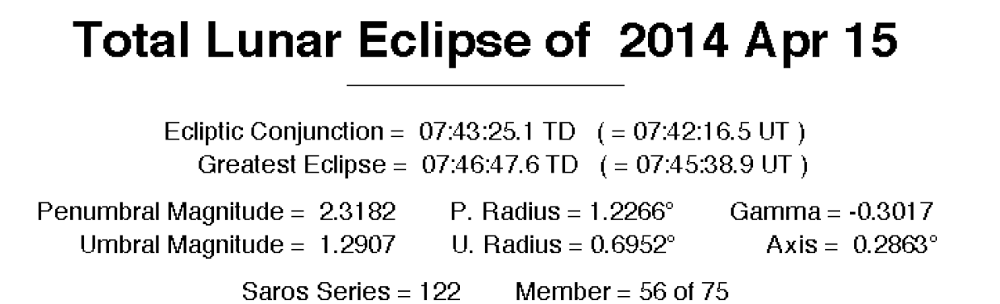 Total Lunar Eclipse of 2014 Apr 15
Ecliptic Conjunction = 07:43:25.1 TD ( = 07:42:16.5 UT )
Greatest Eclipse = 07:46:47.6 TD ( = 07:45:38.9 UT )
Penumbral Magnitude = 2.3182 P. Radius = 1.2266° Gamma = -0.3017
Umbral Magnitude = 1.2907 U. Radius = 0.6952° Axis = 0.2863°
Saros Series = 122 Member = 56 of 75